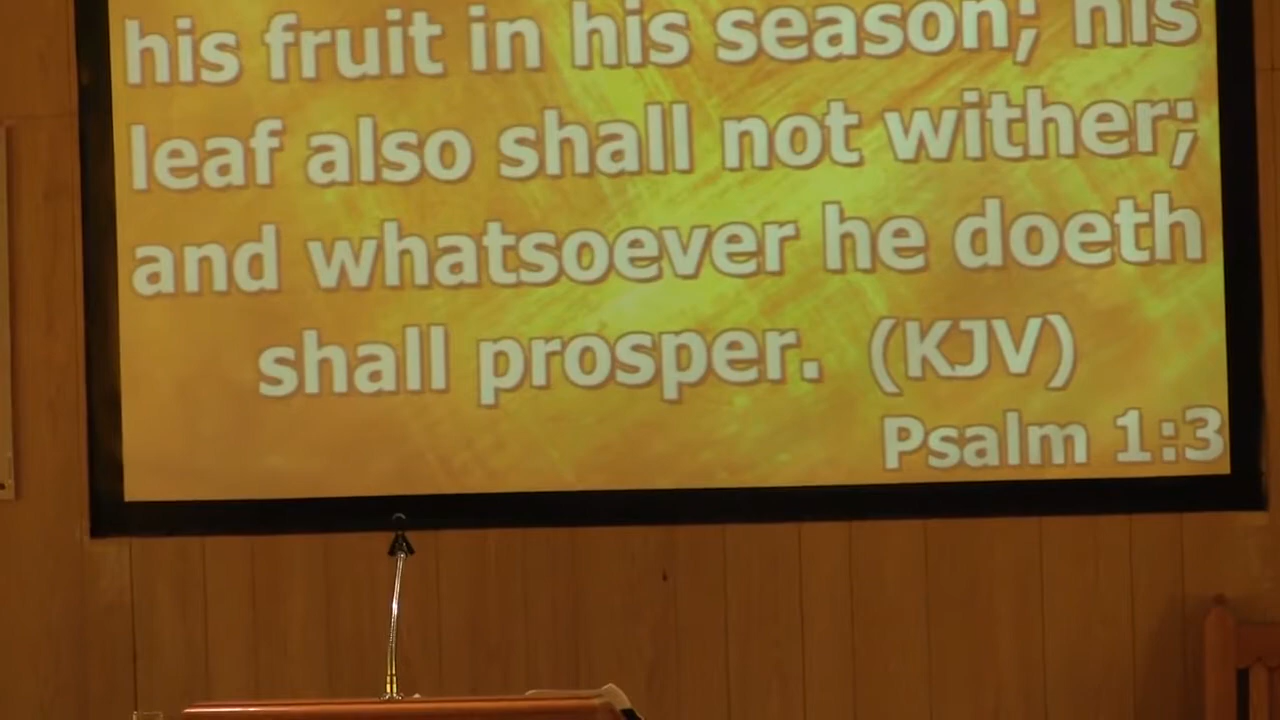 his fruit in his season; his
leaf also shall not wither;
and whatsoever he doeth
shall prosper.  (KJV)
Psalm 1:3